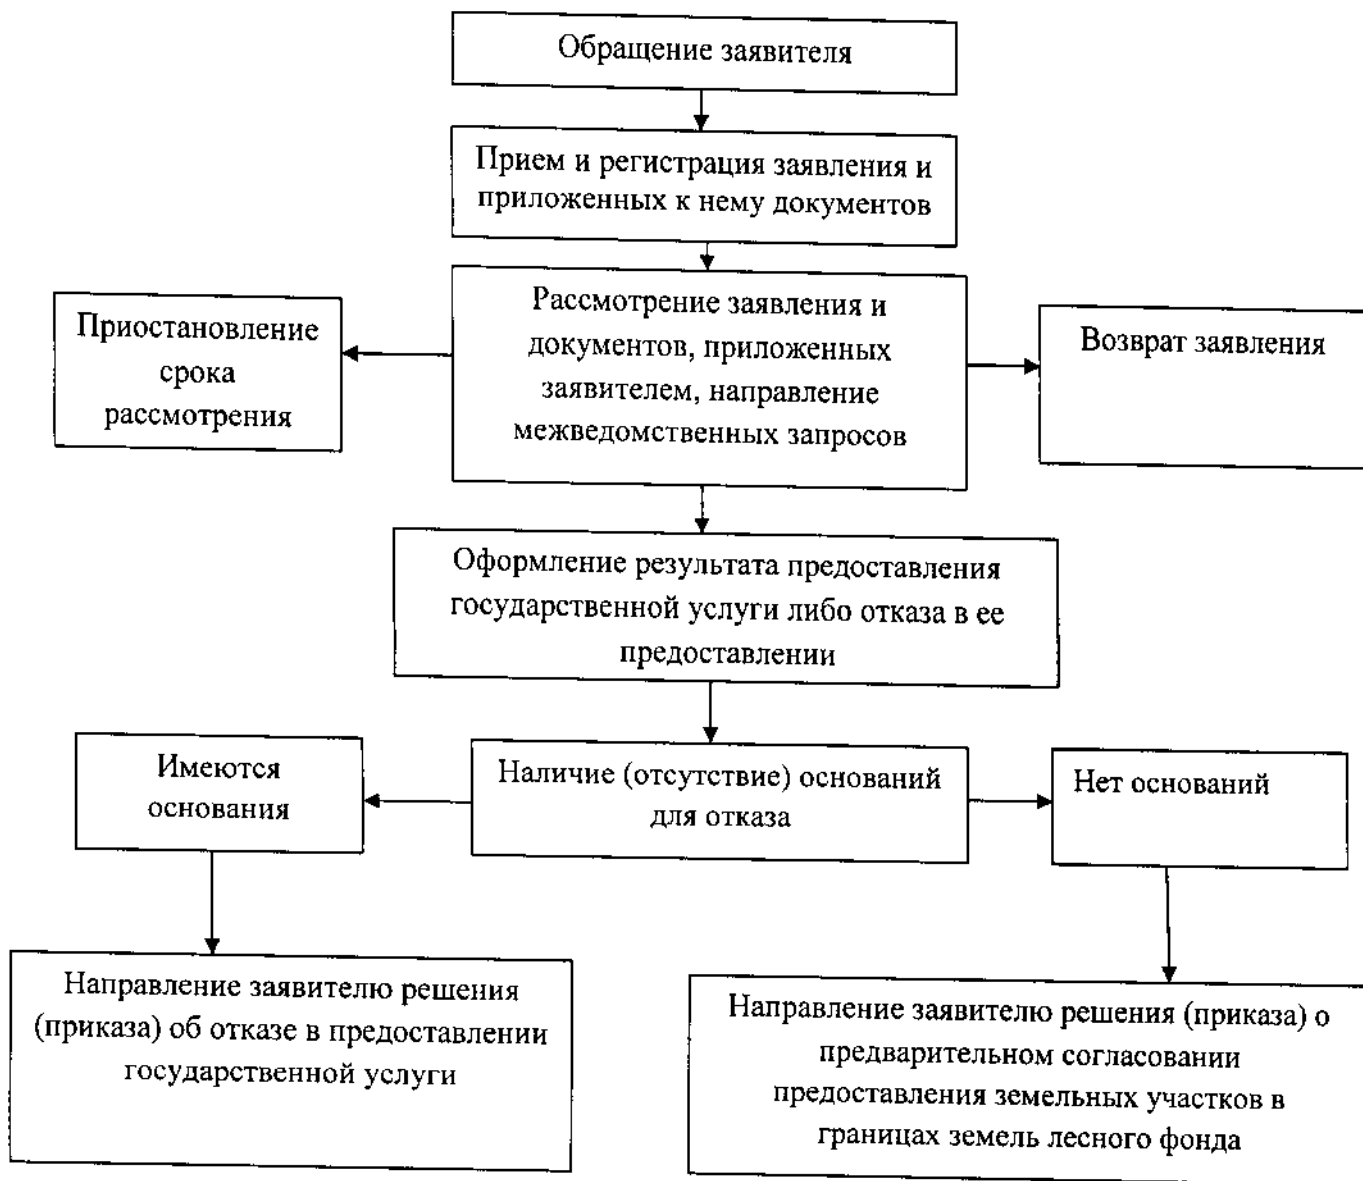 Обращение заявителя
Прием и регистрация заявления и
приложенных к нему документов
Приостановление
срока
рассмотрения
Рассмотрение заявления и
документов, приложенных
заявителем, направление
межведомственных запросов
Возврат заявления
Оформление результата предоставления
государственной услуги либо отказа в ее
предоставлении
Имеются
основания
Наличие (отсутствие) оснований
для отказа
Нет оснований
Направление заявителю решения
(приказа) об отказе в предоставлении
государственной услуги
Направление заявителю решения (приказа) о
предварительном согласовании
предоставления земельных участков в
границах земель лесного фонда